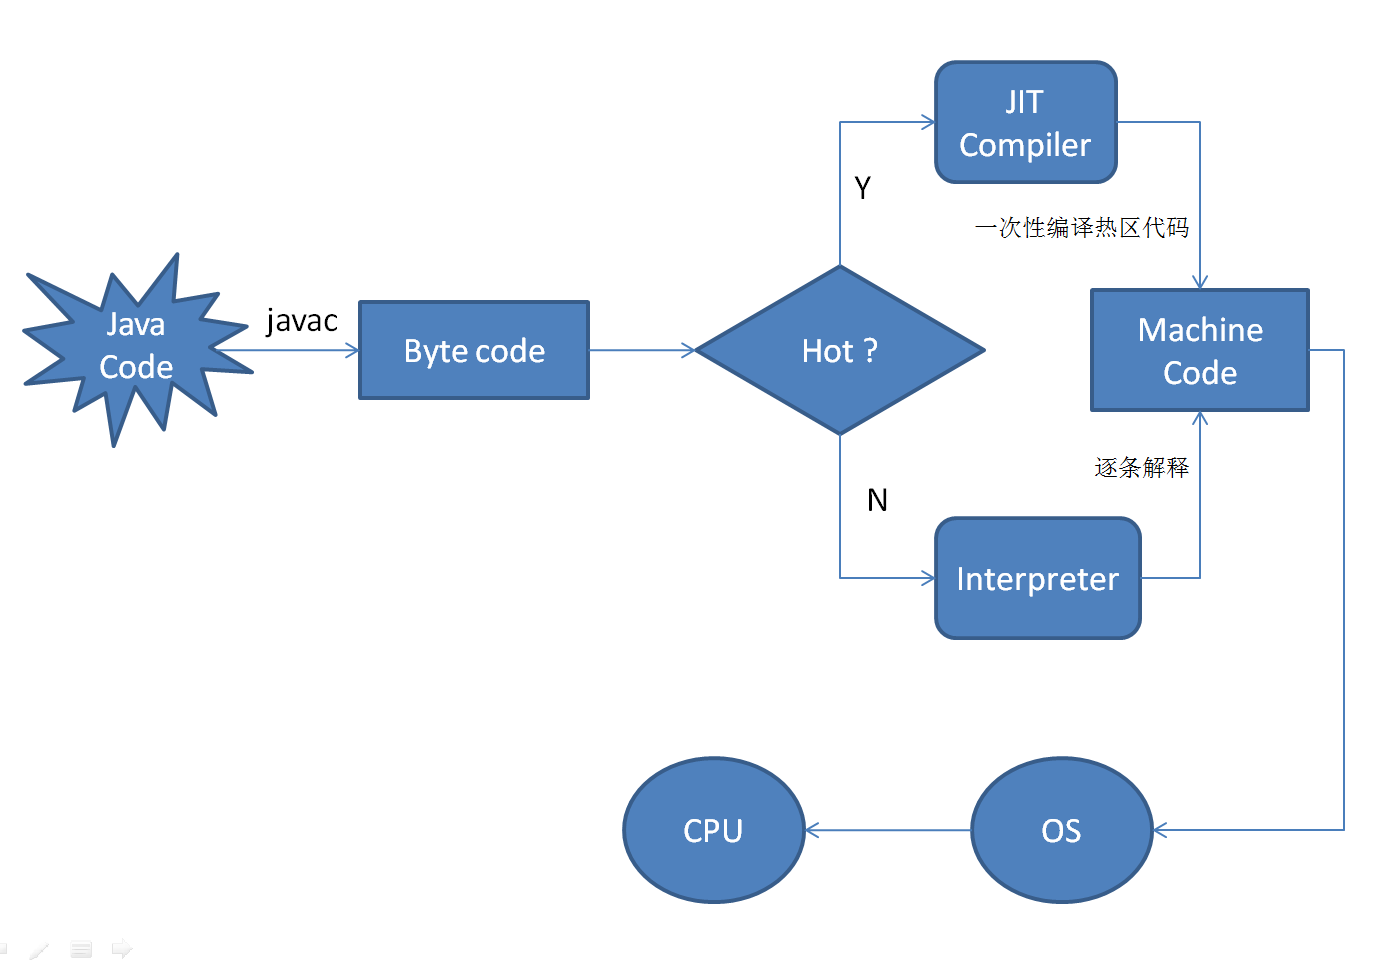 Java
Code
javac
Byte code
Hot ?
Y
JIT
Compiler
一次性编译热区代码
Machine
Code
N
Interpreter
逐条解释
OS
CPU